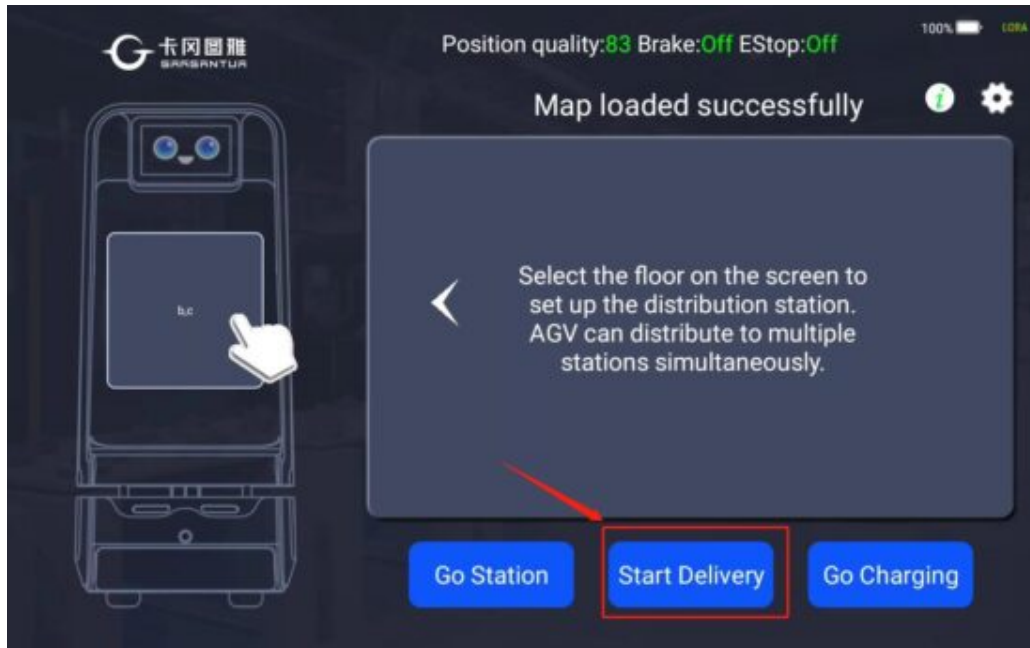 卡冈图雅
GARGANTUA
Position quality:83 Brake:Off EStop:Off
100%
LORA
Map loaded successfully
i
b,c
Select the floor on the screen to
set up the distribution station.
AGV can distribute to multiple
stations simultaneously.
Go Station
Start Delivery
Go Charging